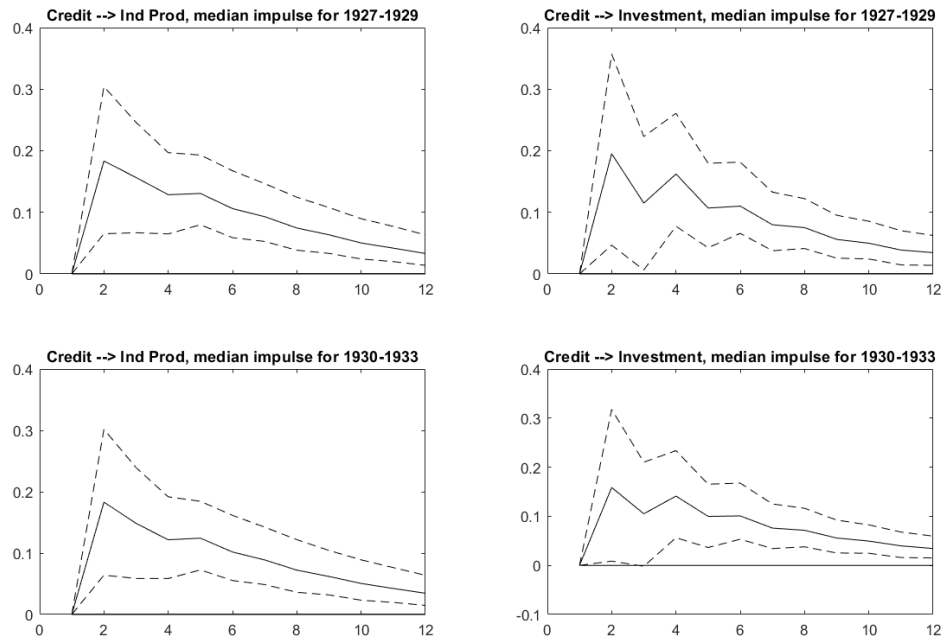 Credit --> Ind Prod, median impulse for 1927-1929
0.4
0.3
0.2
0.1
0
0 2 4 6 8 10 12
Credit --> Investment, median impulse for 1927-1929
0.4
0.3
0.2
0.1
0
0 2 4 6 8 10 12
Credit --> Ind Prod, median impulse for 1930-1933
0.4
0.3
0.2
0.1
0
0 2 4 6 8 10 12
Credit --> Investment, median impulse for 1930-1933
0.4
0.3
0.2
0.1
0
-0.1
0 2 4 6 8 10 12